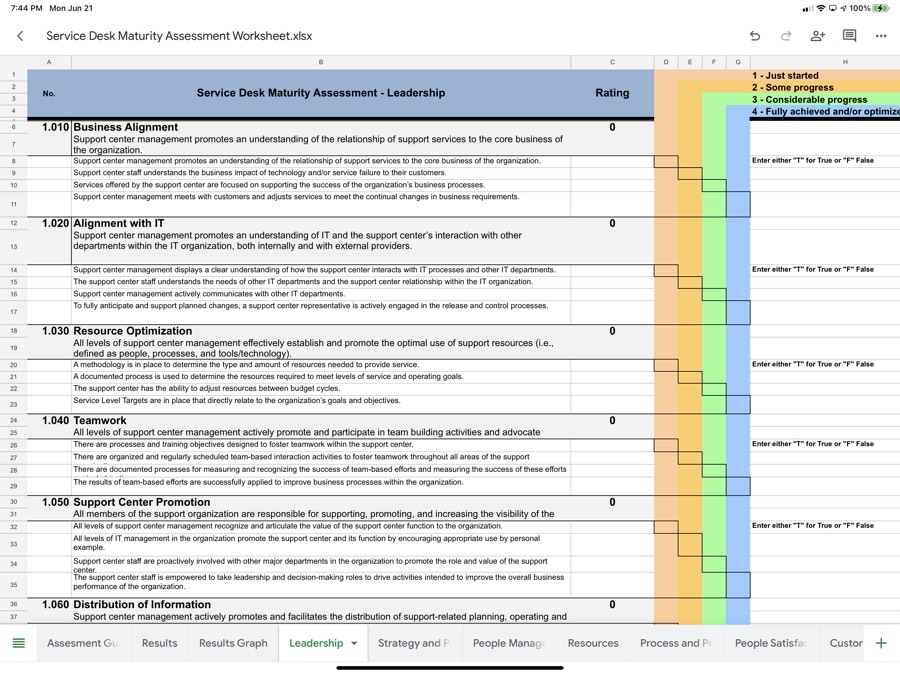 7:44 PM Mon Jun 21
100%
Service Desk Maturity Assessment Worksheet.xlsx
A B C D E F G H
1 1 - Just started
2 No. Service Desk Maturity Assessment - Leadership Rating 2 - Some progress
3 3 - Considerable progress
4 4 - Fully achieved and/or optimize
6 1.010 Business Alignment 0
7 Support center management promotes an understanding of the relationship of support services to the core business of
the organization.
8 Support center management promotes an understanding of the relationship of support services to the core business of the organization. Enter either "T" for True or "F" False
9 Support center staff understands the business impact of technology and/or service failure to their customers.
10 Services offered by the support center are focused on supporting the success of the organization's business processes.
11 Support center management meets with customers and adjusts services to meet the continual changes in business requirements.
12 1.020 Alignment with IT 0
13 Support center management promotes an understanding of IT and the support center's interaction with other
departments within the IT organization, both internally and with external providers.
14 Support center management displays a clear understanding of how the support center interacts with IT processes and other IT departments. Enter either "T" for True or "F" False
15 The support center staff understands the needs of other IT departments and the support center relationship within the IT organization.
16 Support center management actively communicates with other IT departments.
17 To fully anticipate and support planned changes, a support center representative is actively engaged in the release and control processes.
18 1.030 Resource Optimization 0
19 All levels of support center management effectively establish and promote the optimal use of support resources (i.e.,
defined as people, processes, and tools/technology).
20 A methodology is in place to determine the type and amount of resources needed to provide service. Enter either "T" for True or "F" False
21 A documented process is used to determine the resources required to meet levels of service and operating goals.
22 The support center has the ability to adjust resources between budget cycles.
23 Service Level Targets are in place that directly relate to the organization's goals and objectives.
24 1.040 Teamwork 0
25 All levels of support center management actively promote and participate in team building activities and advocate
26 There are processes and training objectives designed to foster teamwork within the support center. Enter either "T" for True or "F" False
27 There are organized and regularly scheduled team-based interaction activities to foster teamwork throughout all areas of the support
28 There are documented processes for measuring and recognizing the success of team-based efforts and measuring the success of these efforts
29 The results of team-based efforts are successfully applied to improve business processes within the organization.
30 1.050 Support Center Promotion 0
31 All members of the support organization are responsible for supporting, promoting, and increasing the visibility of the
32 All levels of support center management recognize and articulate the value of the support center function to the organization. Enter either "T" for True or "F" False
33 All levels of IT management in the organization promote the support center and its function by encouraging appropriate use by personal
example.
34 Support center staff are proactively involved with other major departments in the organization to promote the role and value of the support
center.
35 The support center staff is empowered to take leadership and decision-making roles to drive activities intended to improve the overall business
performance of the organization.
36 1.060 Distribution of Information 0
37 Support center management actively promotes and facilitates the distribution of support-related planning, operating and
Assesment Gu Results Results Graph Leadership Strategy and P People Manag Resources Process and Pr People Satisfac Custor